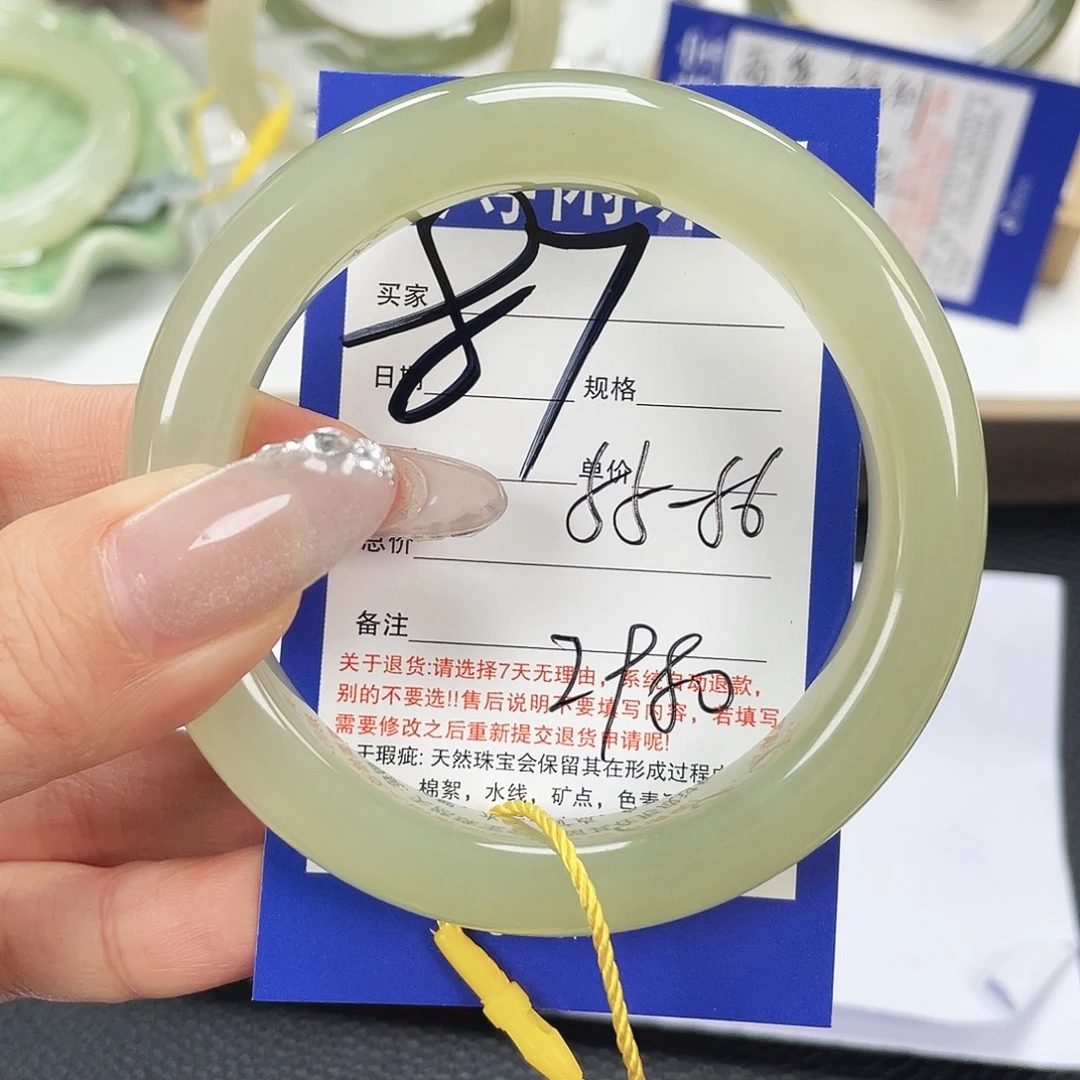 87
买家
日期 规格
单价
55-56
总价
备注
2980
关于退货:请选择7天无理由，系统自动退款，
别的不要选!!售后说明不要填写内容，若填写
需要修改之后重新提交退货申请呢!
于瑕疵: 天然珠宝会保留其在形成过程
棉絮，水线，矿点，色素